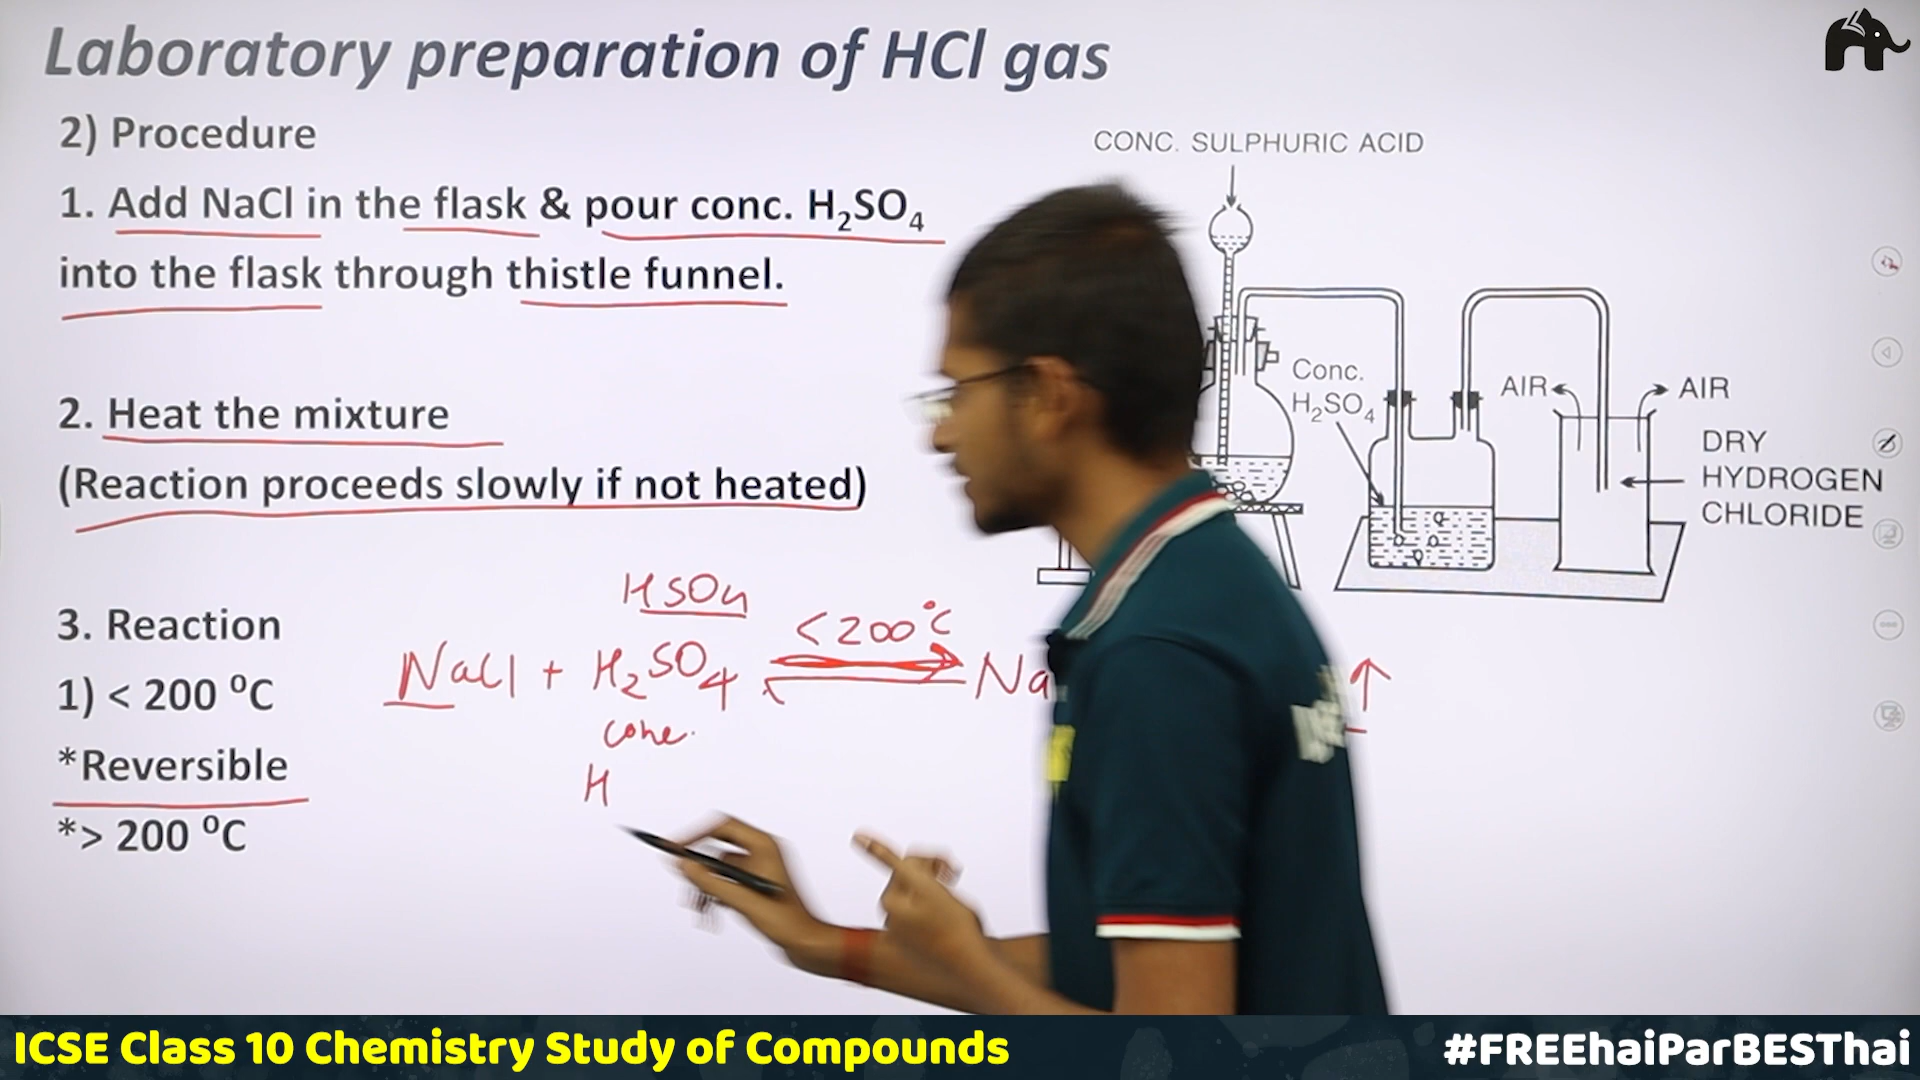 Laboratory preparation of HCl gas
2) Procedure
1. Add NaCl in the flask & pour conc. H₂SO₄
into the flask through thistle funnel.
2. Heat the mixture
(Reaction proceeds slowly if not heated)
3. Reaction
1) < 200 ⁰C
*Reversible
*> 200 ⁰C
HSO₄
NaCl + H₂SO₄
conc.
H
< 200°C
Na
CONC. SULPHURIC ACID
Conc.
H₂SO₄
AIR
AIR
DRY
HYDROGEN
CHLORIDE
ICSE Class 10 Chemistry Study of Compounds
#FREEhaiParBESThai